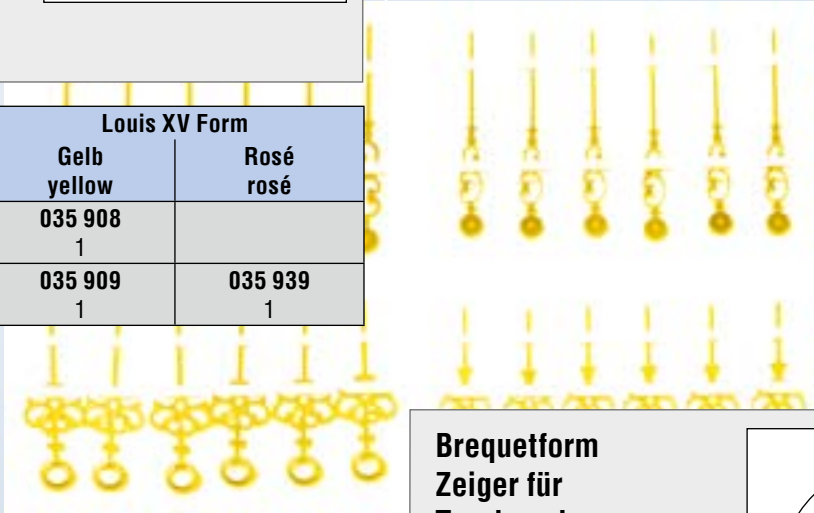 Louis XV Form
Gelb Rosé
yellow rosé
035 908
1
035 909 035 939
1 1
Brequetform
Zeiger für